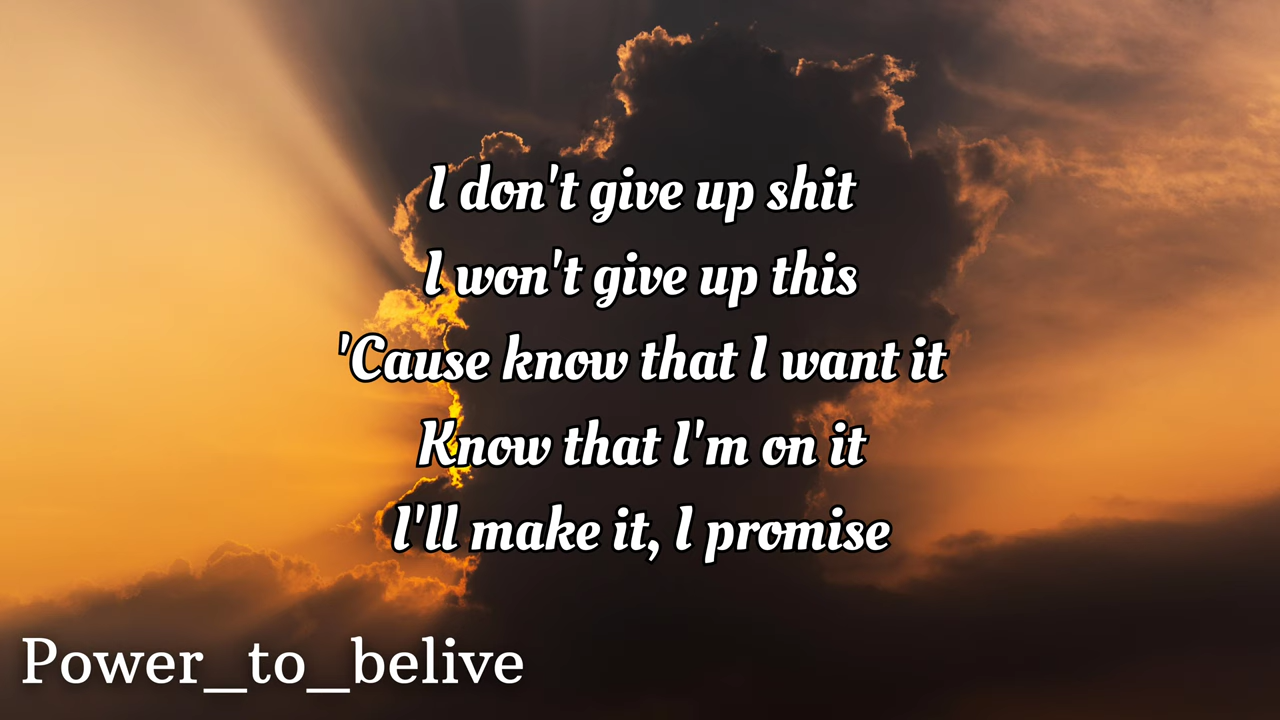 I don't give up shit
I won't give up this
'Cause know that I want it
Know that I'm on it
I'll make it, I promise
Power_to_belive